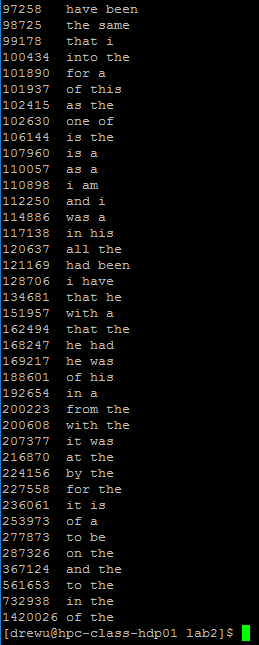 97258 have been
98725 the same
99178 that i
100434 into the
101890 for a
101937 of this
102415 as the
102630 one of
106144 is the
107960 is a
110057 as a
110898 i am
112250 and i
114886 was a
117138 in his
120637 all the
121169 had been
128706 i have
134681 that he
151957 with a
162494 that the
168247 he had
169217 he was
188601 of his
192654 in a
200223 from the
200608 with the
207377 it was
216870 at the
224156 by the
227558 for the
236061 it is
253973 of a
277873 to be
287326 on the
367124 and the
561653 to the
732938 in the
1420026 of the
[drewu@hpc-class-hdp01 lab2]$